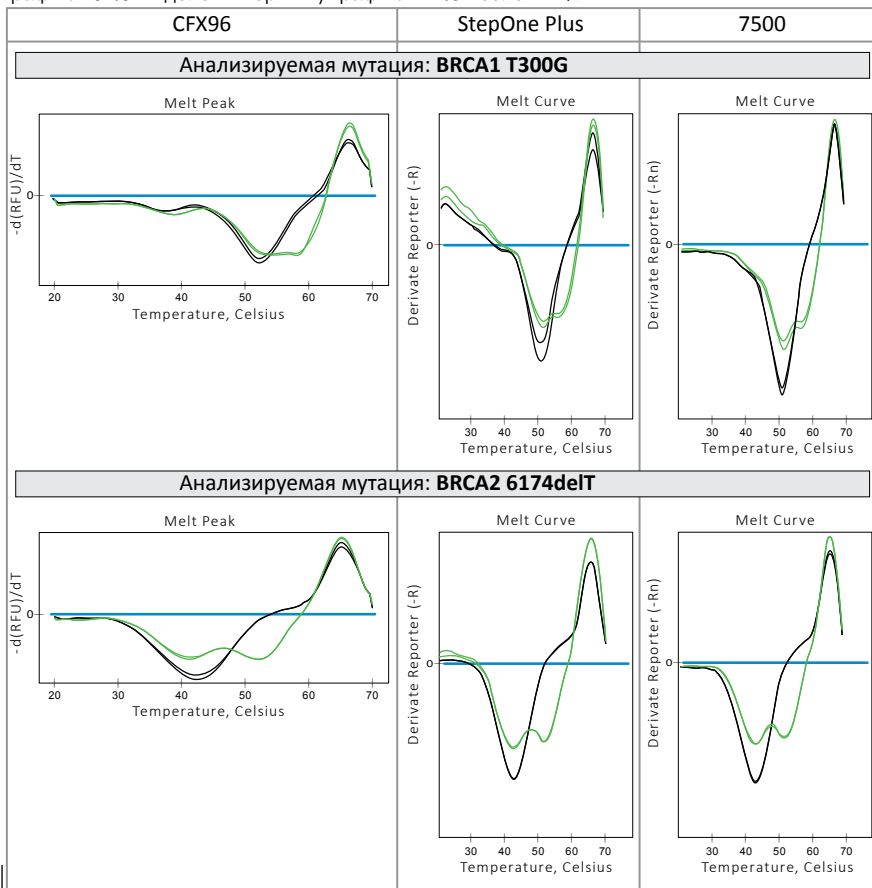 CFX96
StepOne Plus
7500
Анализируемая мутация: BRCA1 T300G
Melt Peak
-d(RFU)/dT
0
20 30 40 50 60 70
Temperature, Celsius
Melt Curve
Derivate Reporter (-R)
0
30 40 50 60 70
Temperature, Celsius
Melt Curve
Derivate Reporter (-Rn)
0
30 40 50 60 70
Temperature, Celsius
Анализируемая мутация: BRCA2 6174delT
Melt Peak
-d(RFU)/dT
0
20 30 40 50 60 70
Temperature, Celsius
Melt Curve
Derivate Reporter (-R)
0
30 40 50 60 70
Temperature, Celsius
Melt Curve
Derivate Reporter (-Rn)
0
30 40 50 60 70
Temperature, Celsius